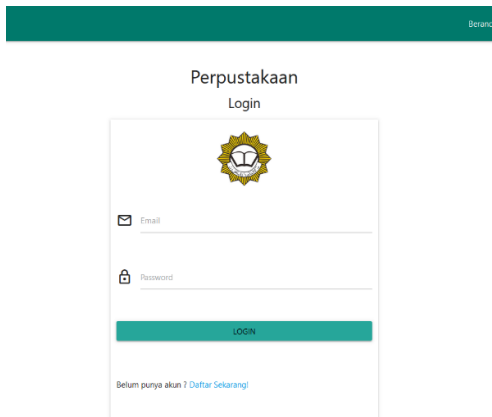 Perpustakaan
Login
Email
Password
LOGIN
Belum punya akun ? Daftar Sekarang!